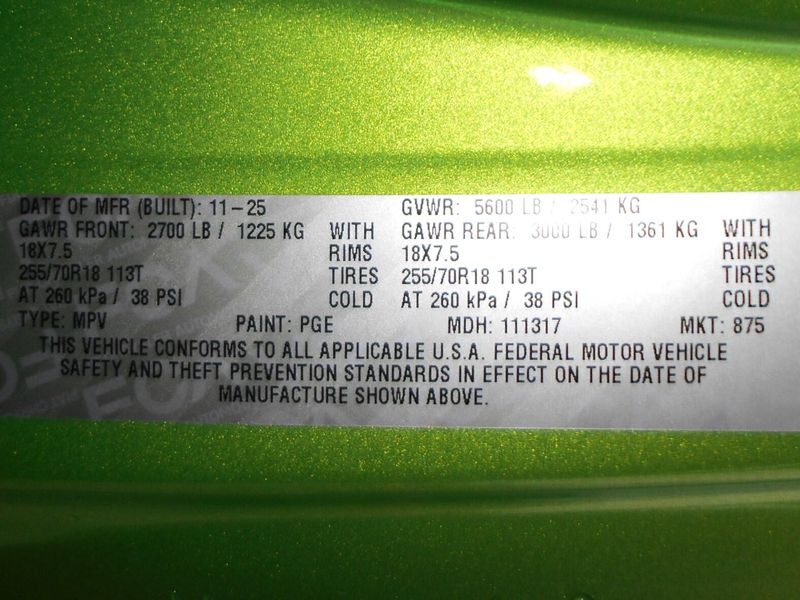 DATE OF MFR (BUILT): 11-25 GVWR: 5600 LB / 2541 KG
GAWR FRONT: 2700 LB / 1225 KG WITH GAWR REAR: 3000 LB / 1361 KG WITH
18X7.5 RIMS 18X7.5 RIMS
255/70R18 113T TIRES 255/70R18 113T TIRES
AT 260 kPa / 38 PSI COLD AT 260 kPa / 38 PSI COLD
TYPE: MPV PAINT: PGE MDH: 111317 MKT: 875
THIS VEHICLE CONFORMS TO ALL APPLICABLE U.S.A. FEDERAL MOTOR VEHICLE
SAFETY AND THEFT PREVENTION STANDARDS IN EFFECT ON THE DATE OF
MANUFACTURE SHOWN ABOVE.